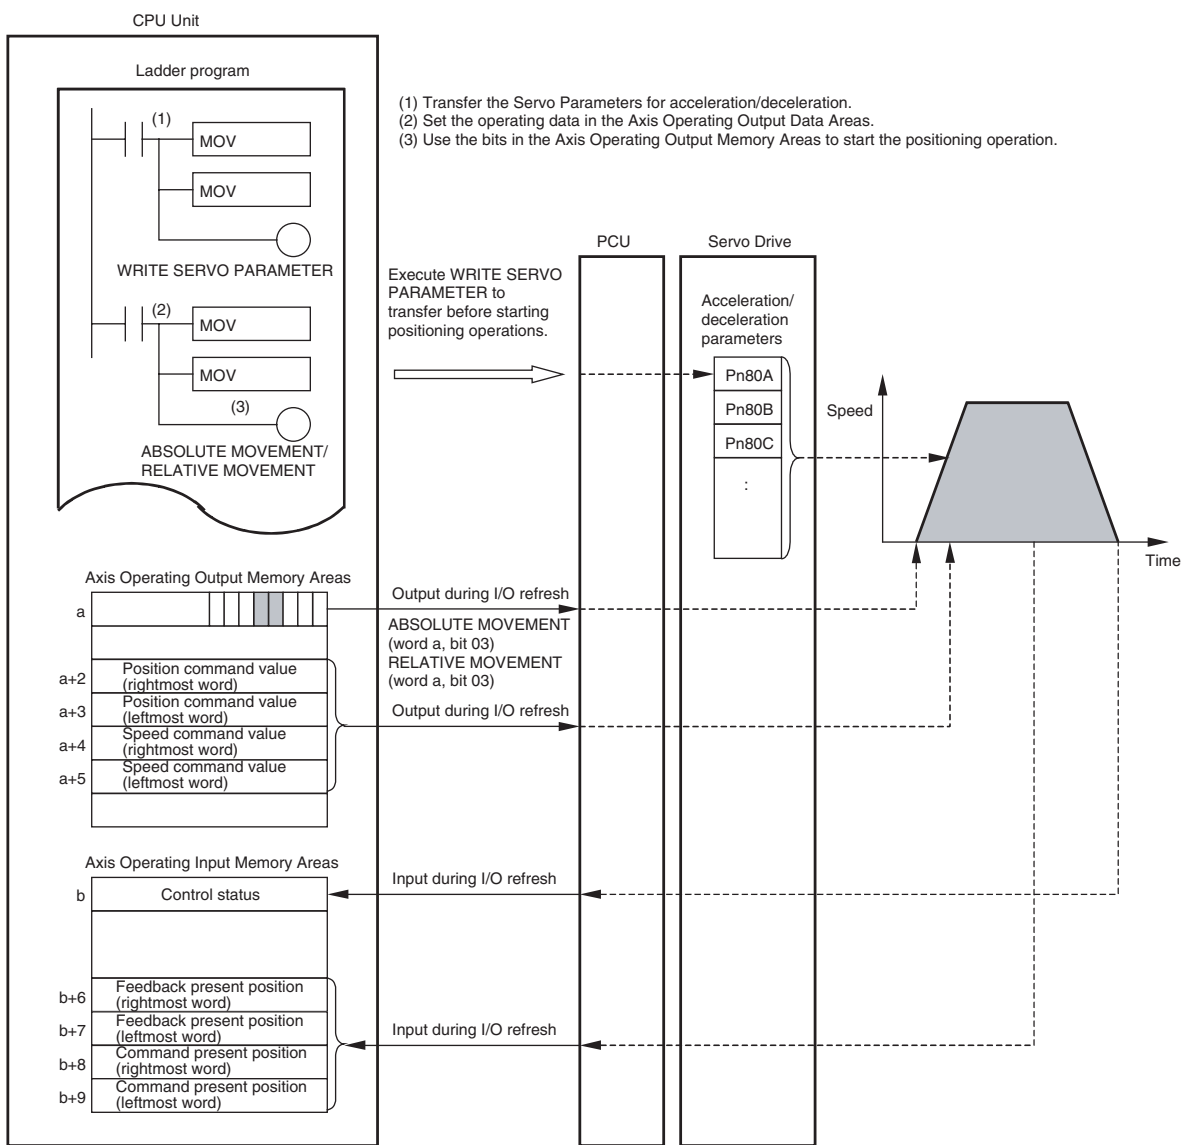 CPU Unit
Ladder program
(1) Transfer the Servo Parameters for acceleration/deceleration.
(2) Set the operating data in the Axis Operating Output Data Areas.
(3) Use the bits in the Axis Operating Output Memory Areas to start the positioning operation.
(1)
MOV
MOV
WRITE SERVO PARAMETER
(2)
MOV
MOV
(3)
ABSOLUTE MOVEMENT/
RELATIVE MOVEMENT
Execute WRITE SERVO
PARAMETER to
transfer before starting
positioning operations.
PCU
Servo Drive
Acceleration/
deceleration
parameters
Pn80A
Pn80B
Pn80C
:
Speed
Time
Axis Operating Output Memory Areas
a
Output during I/O refresh
ABSOLUTE MOVEMENT
(word a, bit 03)
RELATIVE MOVEMENT
(word a, bit 03)
a+2
Position command value
(rightmost word)
a+3
Position command value
(leftmost word)
Output during I/O refresh
a+4
Speed command value
(rightmost word)
a+5
Speed command value
(leftmost word)
Axis Operating Input Memory Areas
b
Control status
Input during I/O refresh
b+6
Feedback present position
(rightmost word)
b+7
Feedback present position
(leftmost word)
Input during I/O refresh
b+8
Command present position
(rightmost word)
b+9
Command present position
(leftmost word)